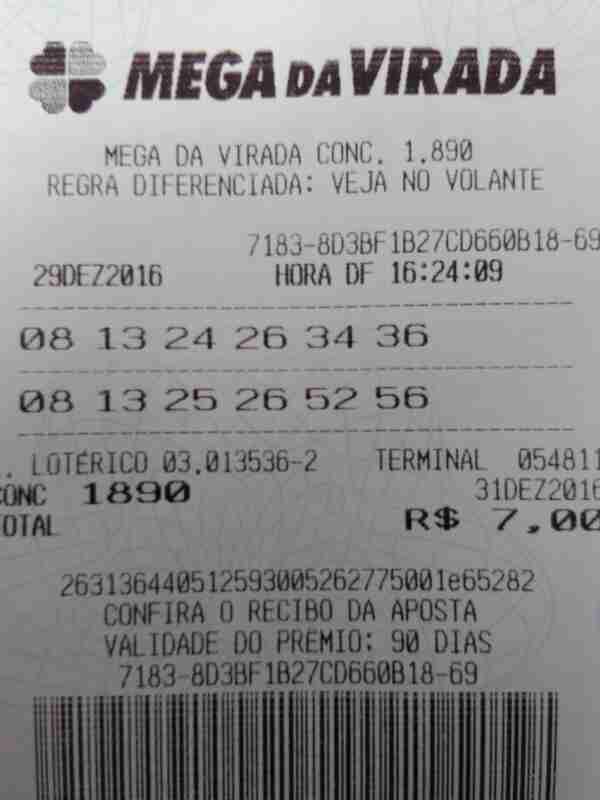 MEGA DA VIRADA
MEGA DA VIRADA CONC. 1.890
REGRA DIFERENCIADA: VEJA NO VOLANTE
7183-8D3BF1B27CD660B18-69
29DEZ2016 HORA DF 16:24:09
08 13 24 26 34 36
08 13 25 26 52 56
. LOTÉRICO 03.013536-2 TERMINAL 054811
CONC 1890 31DEZ2016
OTAL R$ 7,00
263136440512593005262775001e65282
CONFIRA O RECIBO DA APOSTA
VALIDADE DO PRÊMIO: 90 DIAS
7183-8D3BF1B27CD660B18-69